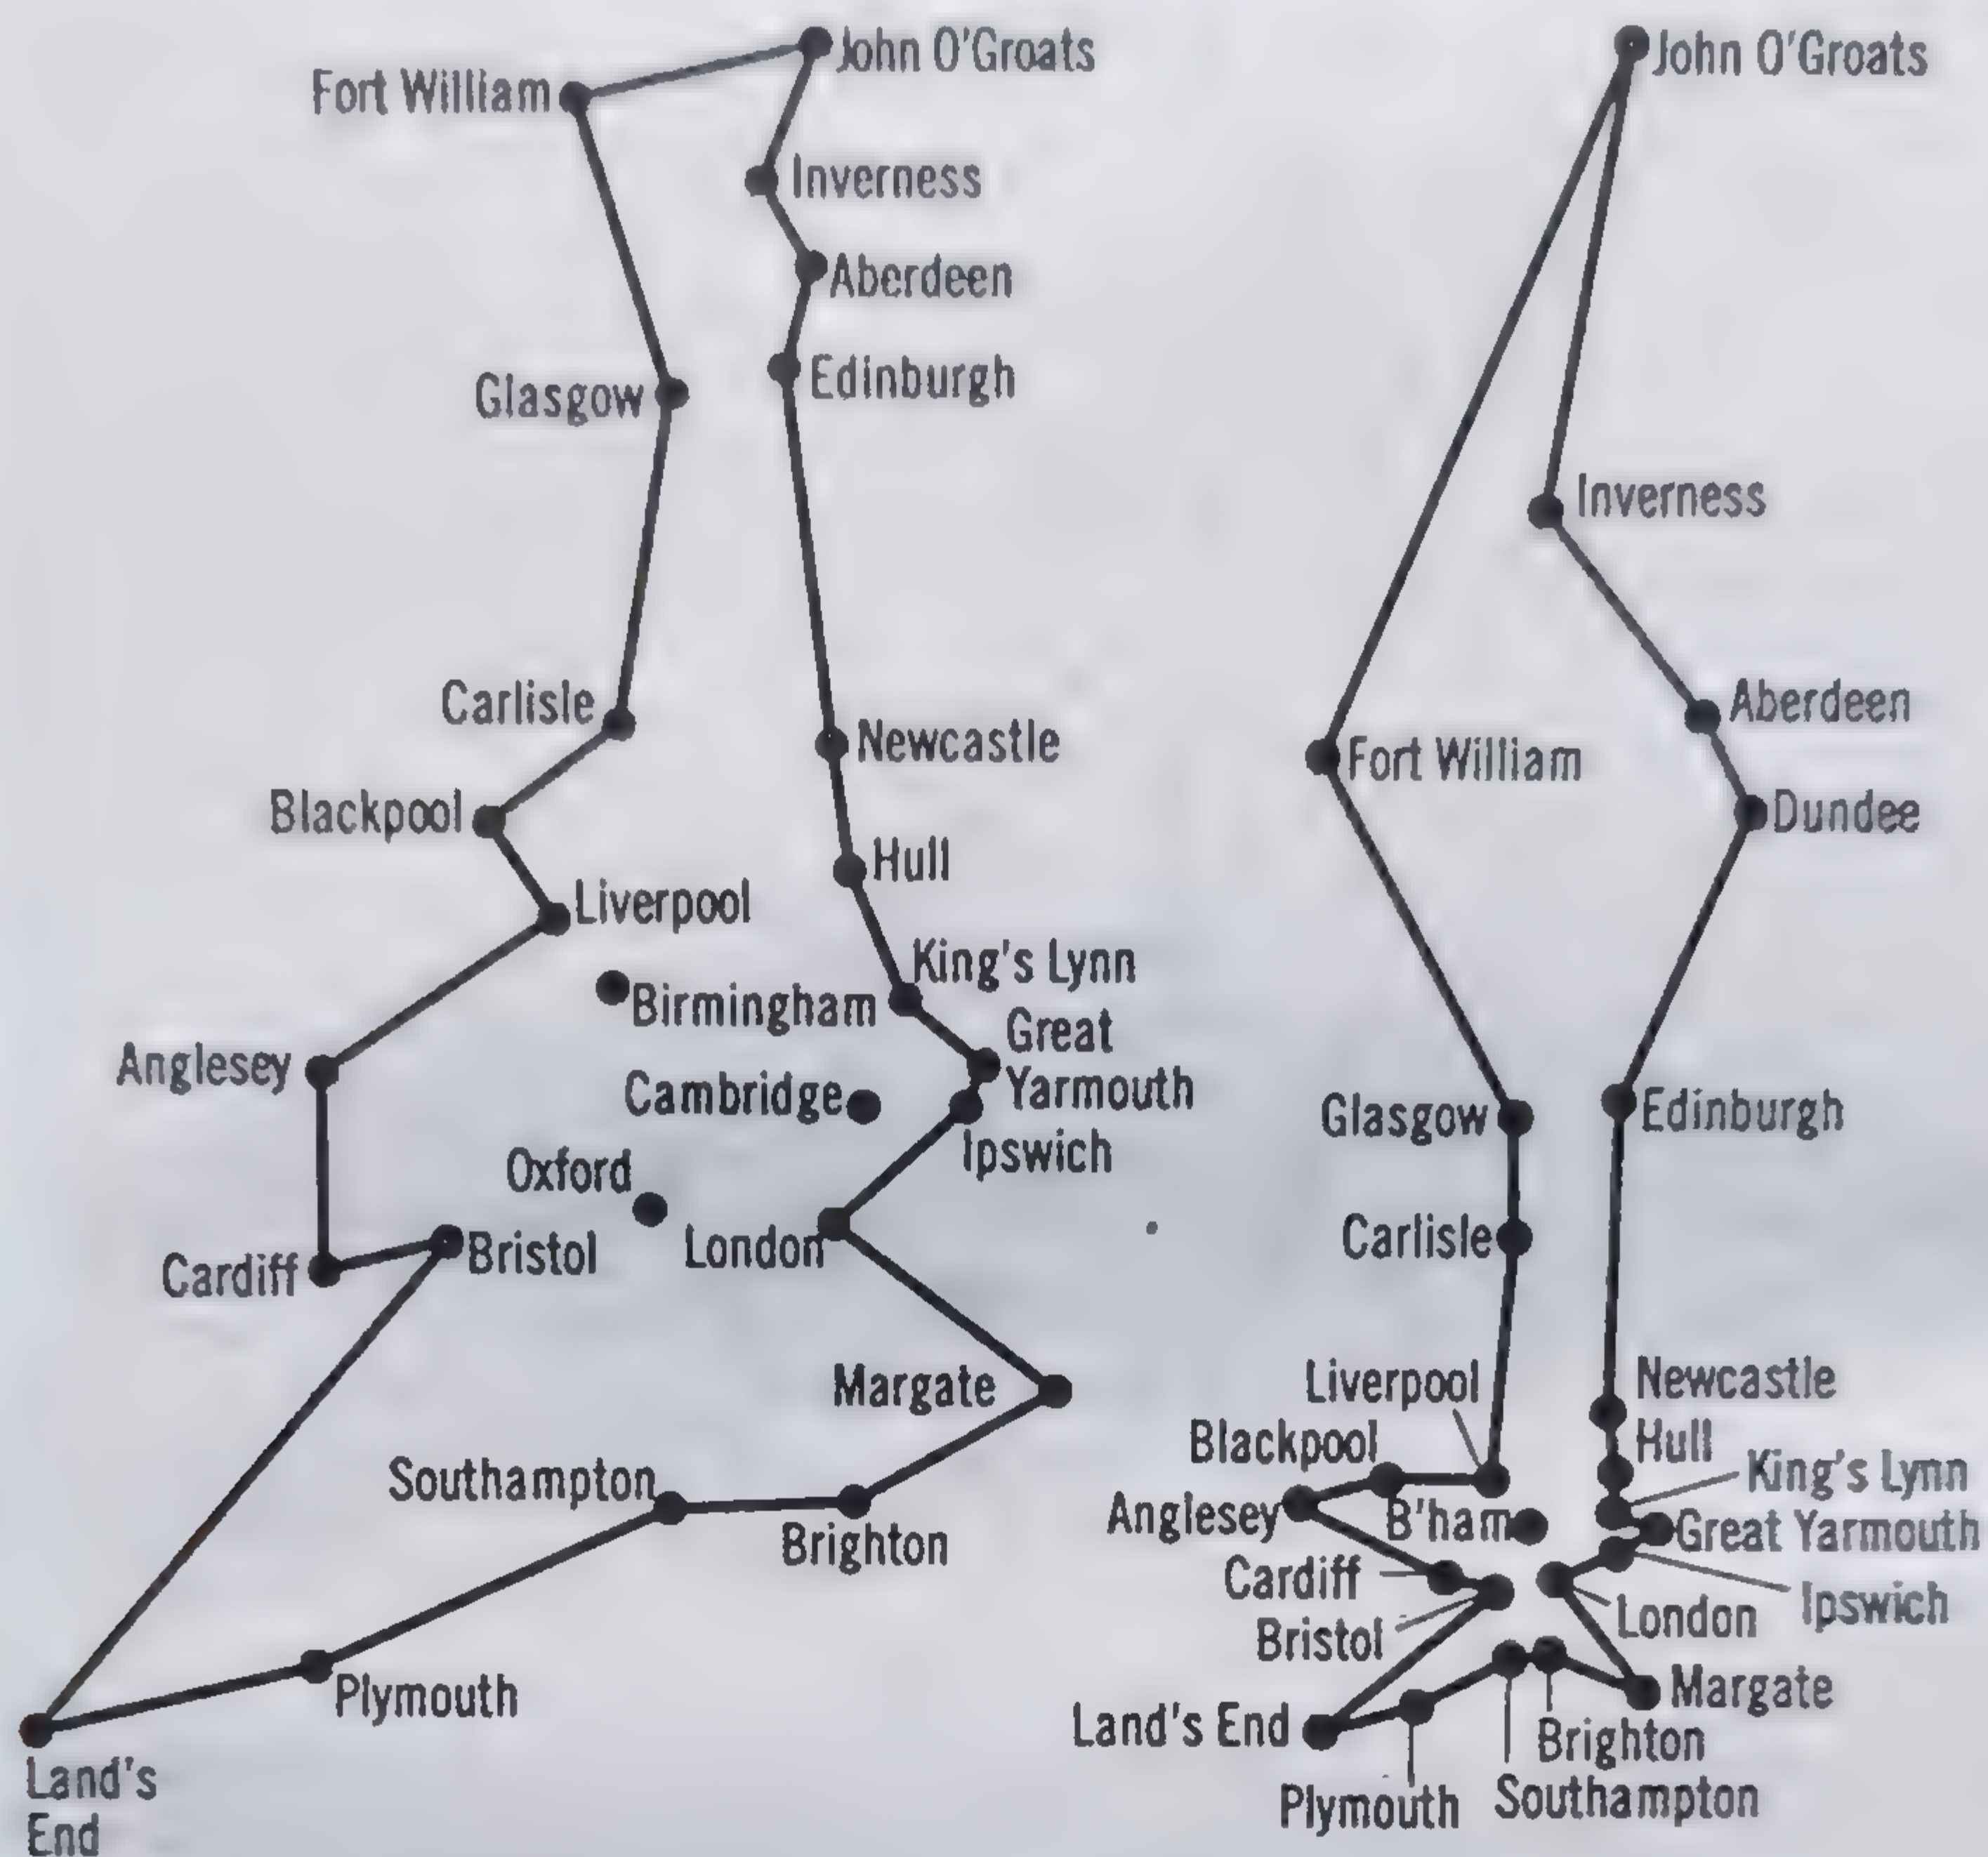 John O'Groats
Fort William
Inverness
Aberdeen
Edinburgh
Glasgow
Carlisle
Newcastle
Blackpool
Hull
Liverpool
King's Lynn
Birmingham
Great
Yarmouth
Anglesey
Cambridge
Ipswich
Oxford
London
Bristol
Cardiff
Margate
Southampton
Brighton
Plymouth
Land's
End
John O'Groats
Inverness
Aberdeen
Fort William
Dundee
Glasgow
Edinburgh
Carlisle
Liverpool
Newcastle
Blackpool
Hull
King's Lynn
Anglesey
B'ham
Great Yarmouth
Cardiff
Ipswich
London
Bristol
Margate
Land's End
Brighton
Plymouth
Southampton